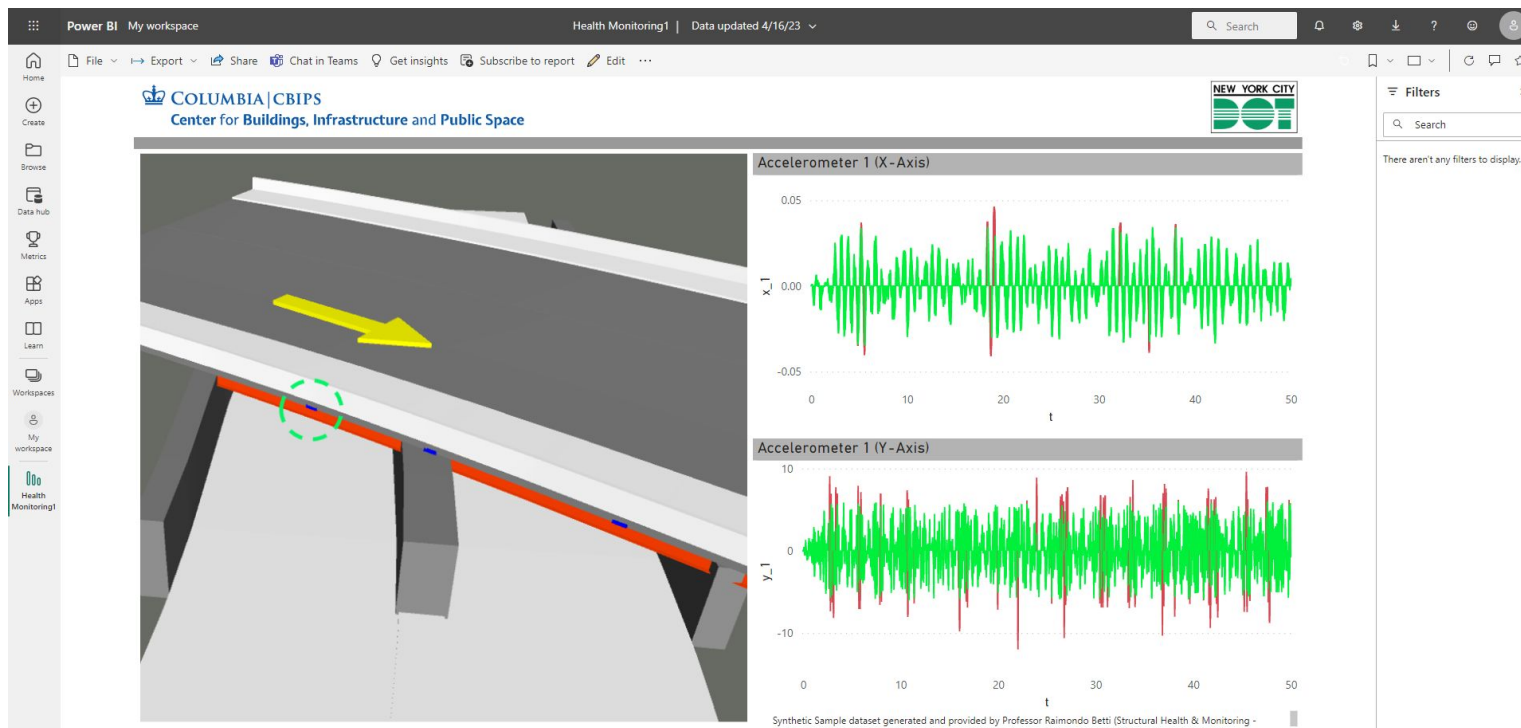 Power BI My workspace
Health Monitoring1 | Data updated 4/16/23
Search
?
File
Export
Share
Chat in Teams
Get insights
Subscribe to report
Edit
Home
Create
Browse
Data hub
Metrics
Apps
Learn
Workspaces
My
workspace
Health
Monitoring1
COLUMBIA | CBIPS
Center for Buildings, Infrastructure and Public Space
NEW YORK CITY
DOT
Accelerometer 1 (X-Axis)
0.05
0.00
-0.05
x_1
0 10 20 30 40 50
t
Accelerometer 1 (Y-Axis)
10
0
-10
y_1
0 10 20 30 40 50
t
Synthetic Sample dataset generated and provided by Professor Raimondo Betti (Structural Health & Monitoring -
Filters
Search
There aren't any filters to display.